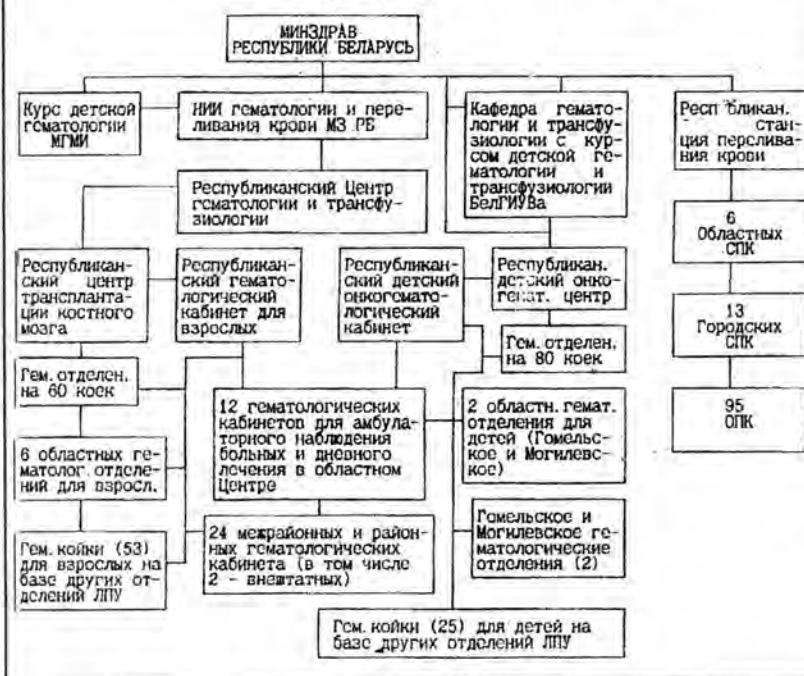 МИНЗДРАВ
РЕСПУБЛИКИ БЕЛАРУСЬ
Курс детской
гематологии
МГМИ
НИИ гематологии и пере-
ливания крови МЗ РБ
Кафедра гемато-
логии и трансфу-
зиологии с кур-
сом детской ге-
матологии и
трансфузиологии
БелГИУВа
Респ бликан.
стан-
ция перелива-
ния крови
Республиканский Центр
гематологии и трансфу-
зиологии
6
Областных
СПК
Республикан-
ский центр
трансплантa-
ции костного
мозга
Республикан-
ский гемато-
логический
кабинет для
взрослых
Республикан-
ский детский
онкогемато-
логический
кабинет
Республикан.
детский онко-
гемат. центр
13
Городских
СПК
Гем. отделен.
на 60 коек
Гем. отделен.
на 80 коек
12 гематологических
кабинетов для амбула-
торного наблюдения
больных и дневного
лечения в областном
Центре
2 областн. гемат.
отделения для
детей (Гомельс-
кое и Могилевс-
кое)
95
ОПК
6 областных ге-
матолог. отделе-
ний для взросл.
Гем. койки (53)
для взрослых на
базе других от-
делений ЛПУ
24 межрайонных и район-
ных гематологических
кабинета (в том числе
2 - внештатных)
Гомельское и
Могилевское ге-
матологические
отделения (2)
Гем. койки (25) для детей на
базе других отделений ЛПУ